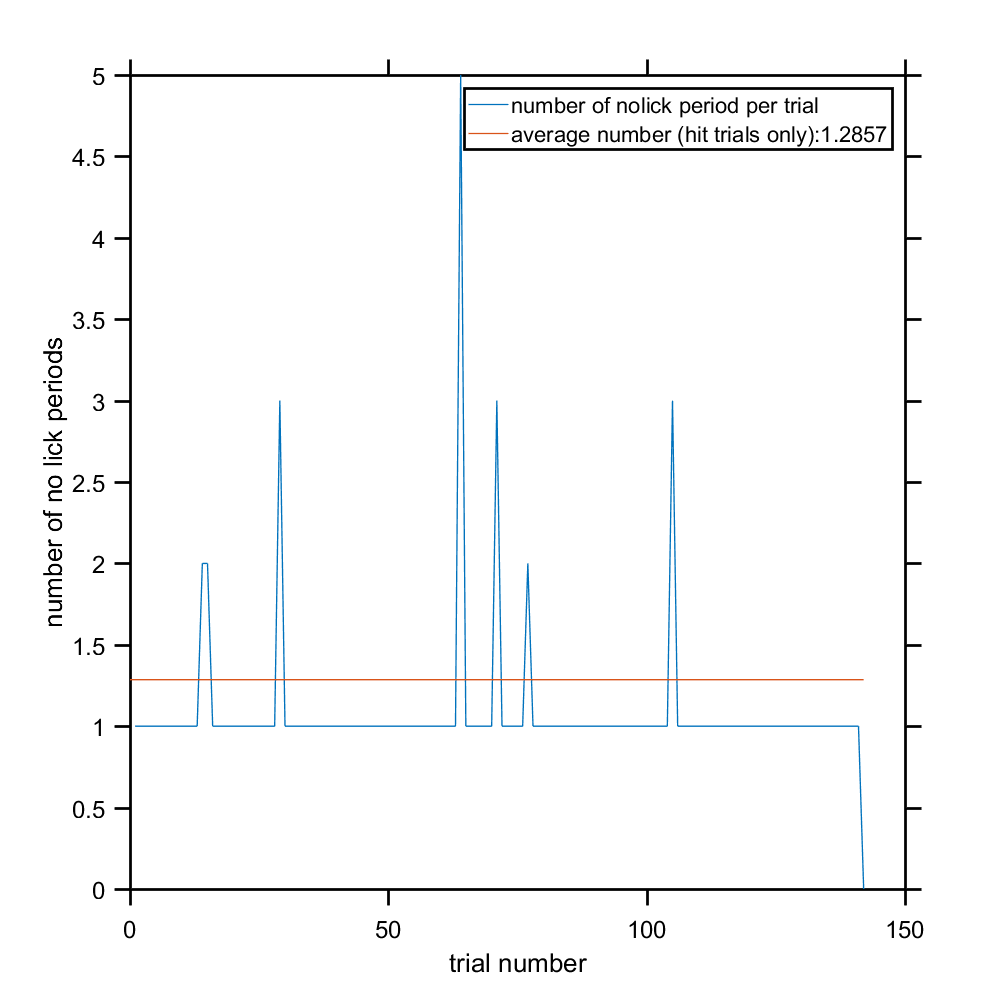 5
4.5
4
3.5
3
2.5
2
1.5
1
0.5
0
number of no lick periods
number of nolick period per trial
average number (hit trials only):1.2857
0 50 100 150
trial number